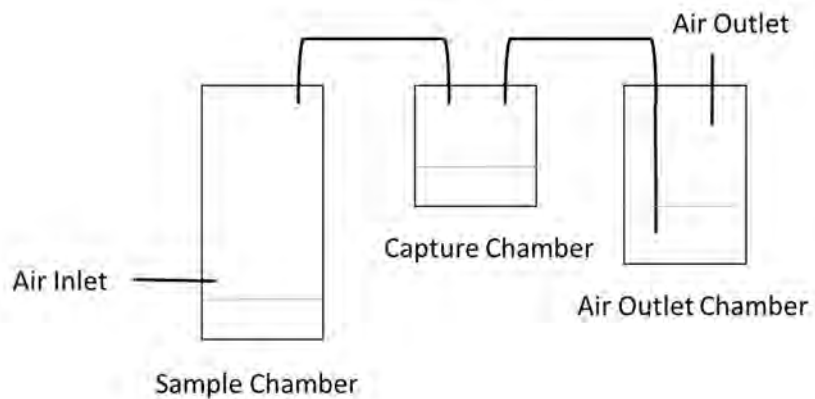 Air Outlet
Capture Chamber
Air Inlet
Air Outlet Chamber
Sample Chamber